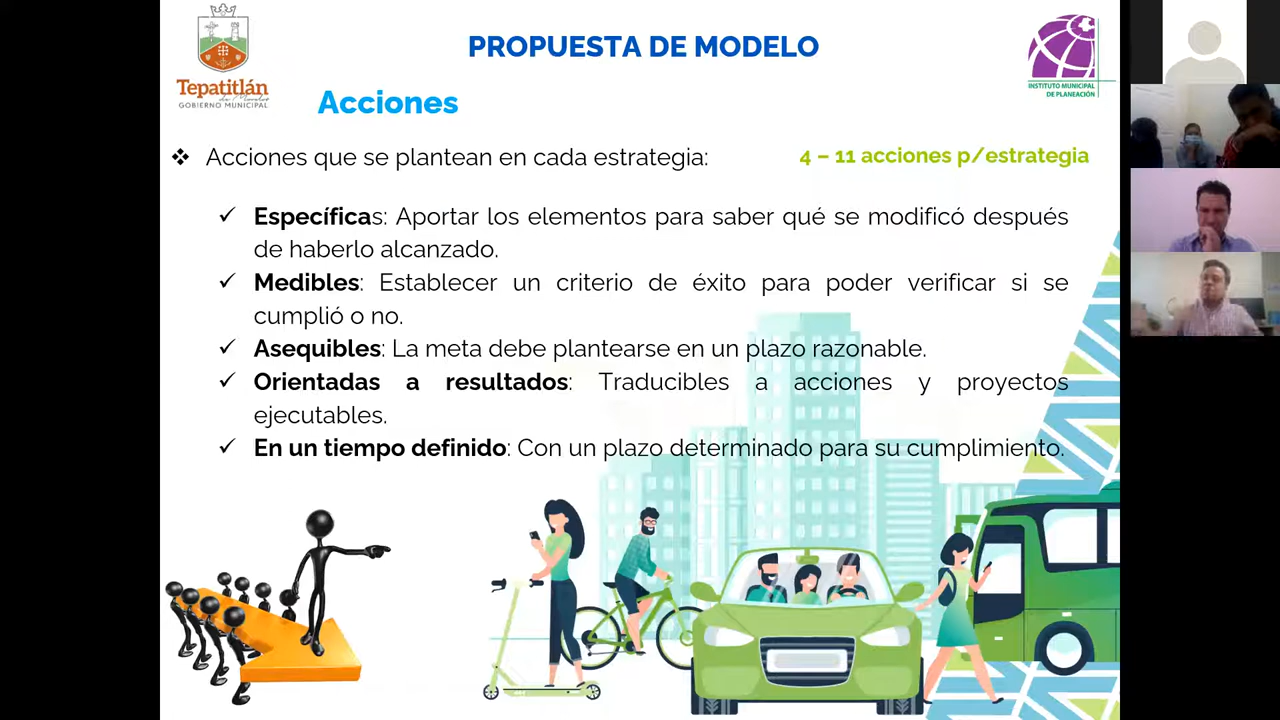 PROPUESTA DE MODELO
Tepatitlán
de Morelos
GOBIERNO MUNICIPAL
INSTITUTO MUNICIPAL
DE PLANEACIÓN
Acciones
❖ Acciones que se plantean en cada estrategia:
4 – 11 acciones p/estrategia
✓ Específicas: Aportar los elementos para saber qué se modificó después
de haberlo alcanzado.
✓ Medibles: Establecer un criterio de éxito para poder verificar si se
cumplió o no.
✓ Asequibles: La meta debe plantearse en un plazo razonable.
✓ Orientadas a resultados: Traducibles a acciones y proyectos
ejecutables.
✓ En un tiempo definido: Con un plazo determinado para su cumplimiento.